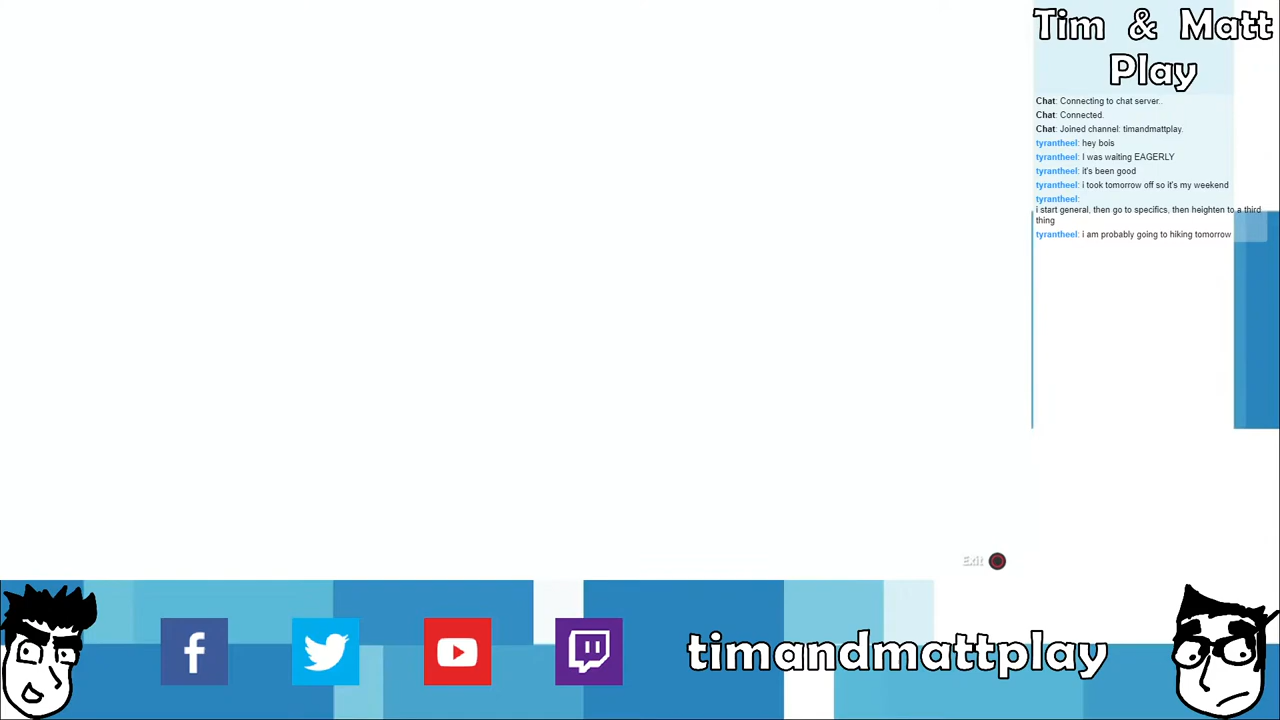 Tim & Matt
Play
Chat: Connecting to chat server..
Chat: Connected.
Chat: Joined channel: timandmattplay.
tyrantheel: hey bois
tyrantheel: I was waiting EAGERLY
tyrantheel: it's been good
tyrantheel: i took tomorrow off so it's my weekend
tyrantheel:
i start general, then go to specifics, then heighten to a third
thing
tyrantheel: i am probably going to hiking tomorrow
Exit
timandmattplay